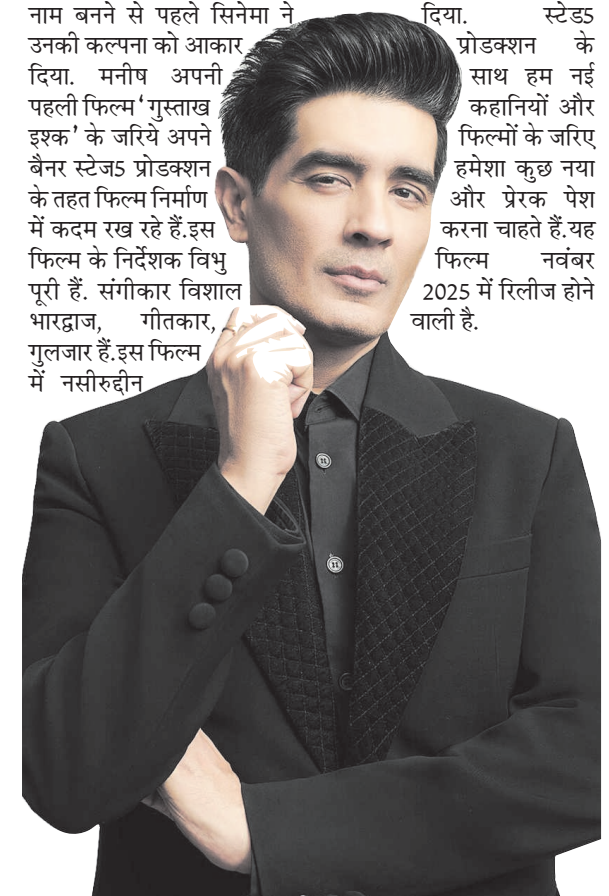 नाम बनने से पहले सिनेमा ने
उनकी कल्पना को आकार
दिया. मनीष अपनी
पहली फिल्म ‘गुस्ताख
इश्क’ के जरिये अपने
बैनर स्टेज5 प्रोडक्शन
के तहत फिल्म निर्माण
में कदम रख रहे हैं.इस
फिल्म के निर्देशक विभु
पूरी हैं. संगीकार विशाल
भारद्वाज, गीतकार,
गुलजार हैं.इस फिल्म
में नसीरुद्दीन
दिया. स्टेड5
प्रोडक्शन के
साथ हम नई
कहानियों और
फिल्मों के जरिए
हमेशा कुछ नया
और प्रेरक पेश
करना चाहते हैं.यह
फिल्म नवंबर
2025 में रिलीज होने
वाली है.